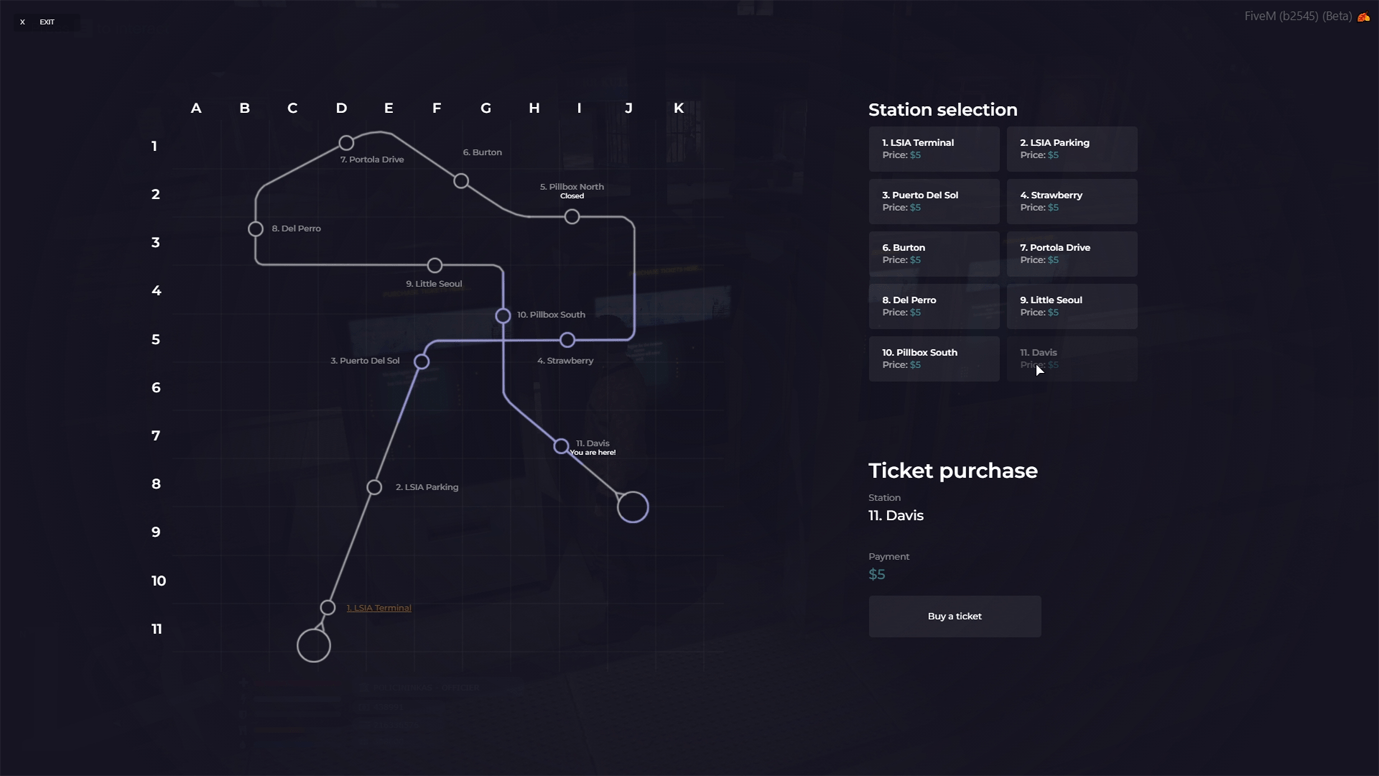 X EXIT
FiveM (b2545) (Beta)
A B C D E F G H I J K
1
2
3
4
5
6
7
8
9
10
11
7. Portola Drive
6. Burton
5. Pillbox North
Closed
8. Del Perro
9. Little Seoul
10. Pillbox South
3. Puerto Del Sol
4. Strawberry
11. Davis
You are here!
2. LSIA Parking
1. LSIA Terminal
Station selection
1. LSIA Terminal
Price: $5
2. LSIA Parking
Price: $5
3. Puerto Del Sol
Price: $5
4. Strawberry
Price: $5
6. Burton
Price: $5
7. Portola Drive
Price: $5
8. Del Perro
Price: $5
9. Little Seoul
Price: $5
10. Pillbox South
Price: $5
11. Davis
Price: $5
Ticket purchase
Station
11. Davis
Payment
$5
Buy a ticket